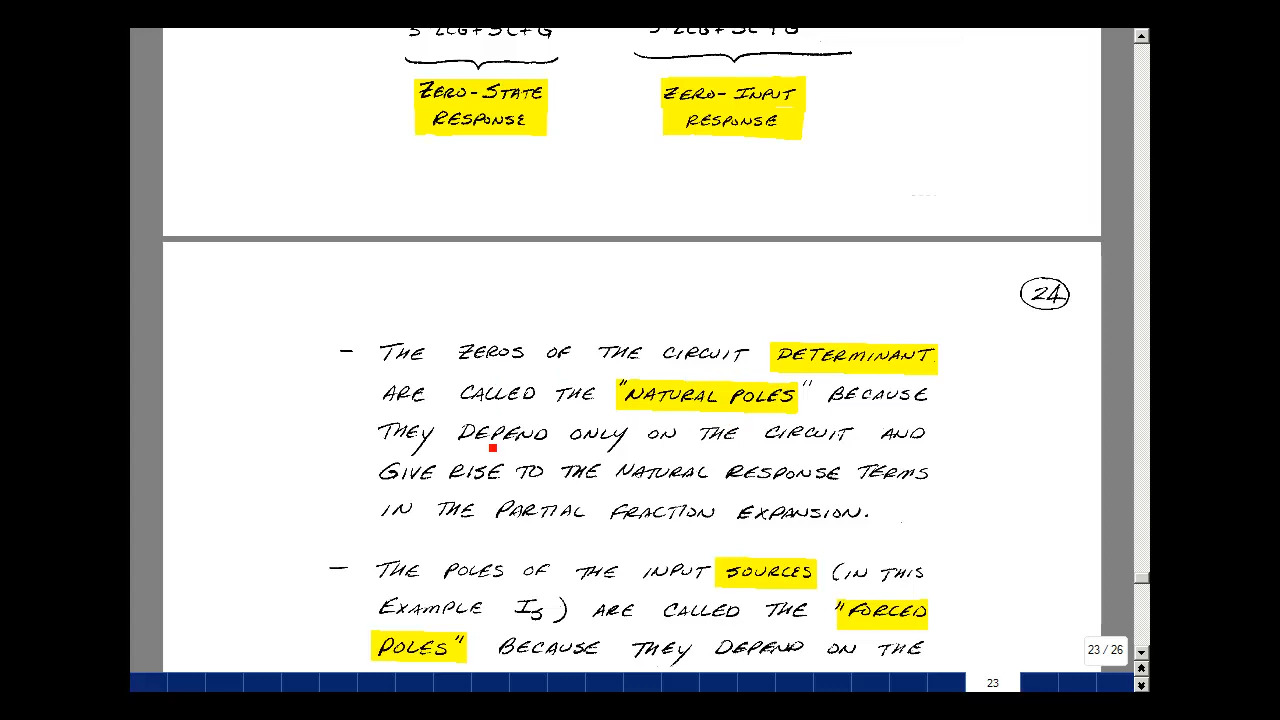 ZERO-STATE ZERO-INPUT
RESPONSE RESPONSE
24
- THE ZEROS OF THE CIRCUIT DETERMINANT
ARE CALLED THE "NATURAL POLES" BECAUSE
THEY DEPEND ONLY ON THE CIRCUIT AND
GIVE RISE TO THE NATURAL RESPONSE TERMS
IN THE PARTIAL FRACTION EXPANSION.
- THE POLES OF THE INPUT SOURCES (IN THIS
EXAMPLE IS) ARE CALLED THE "FORCED
POLES" BECAUSE THEY DEPEND ON THE
23 / 26
23